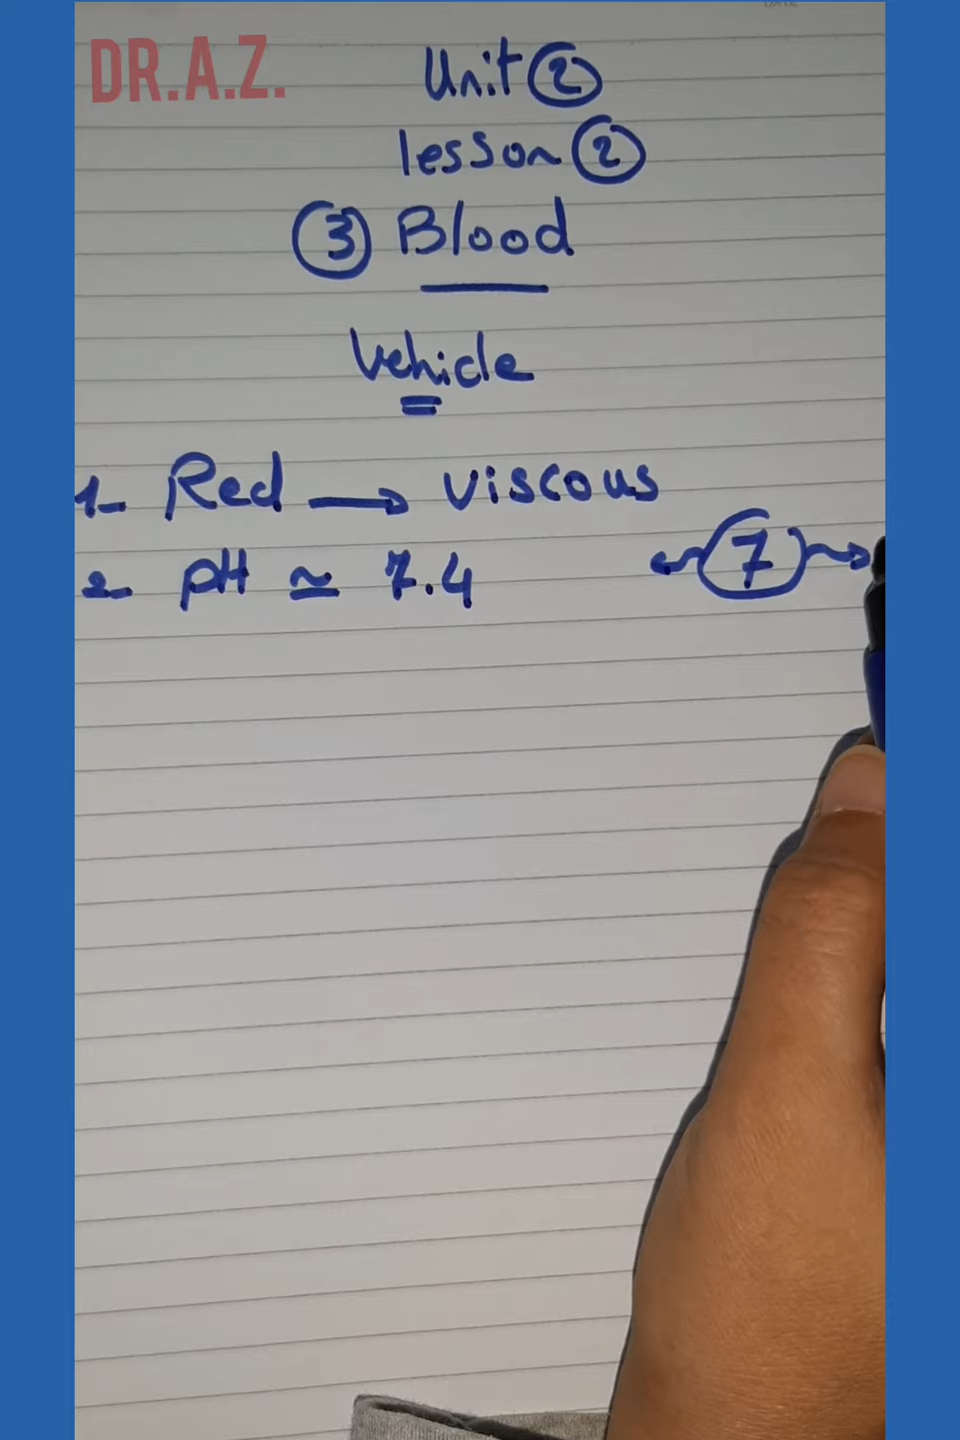 DR.A.Z.
Unit 2
lesson 2
3 Blood
Vehicle
1- Red → viscous
2- pH ≃ 7.4 ← 7 →